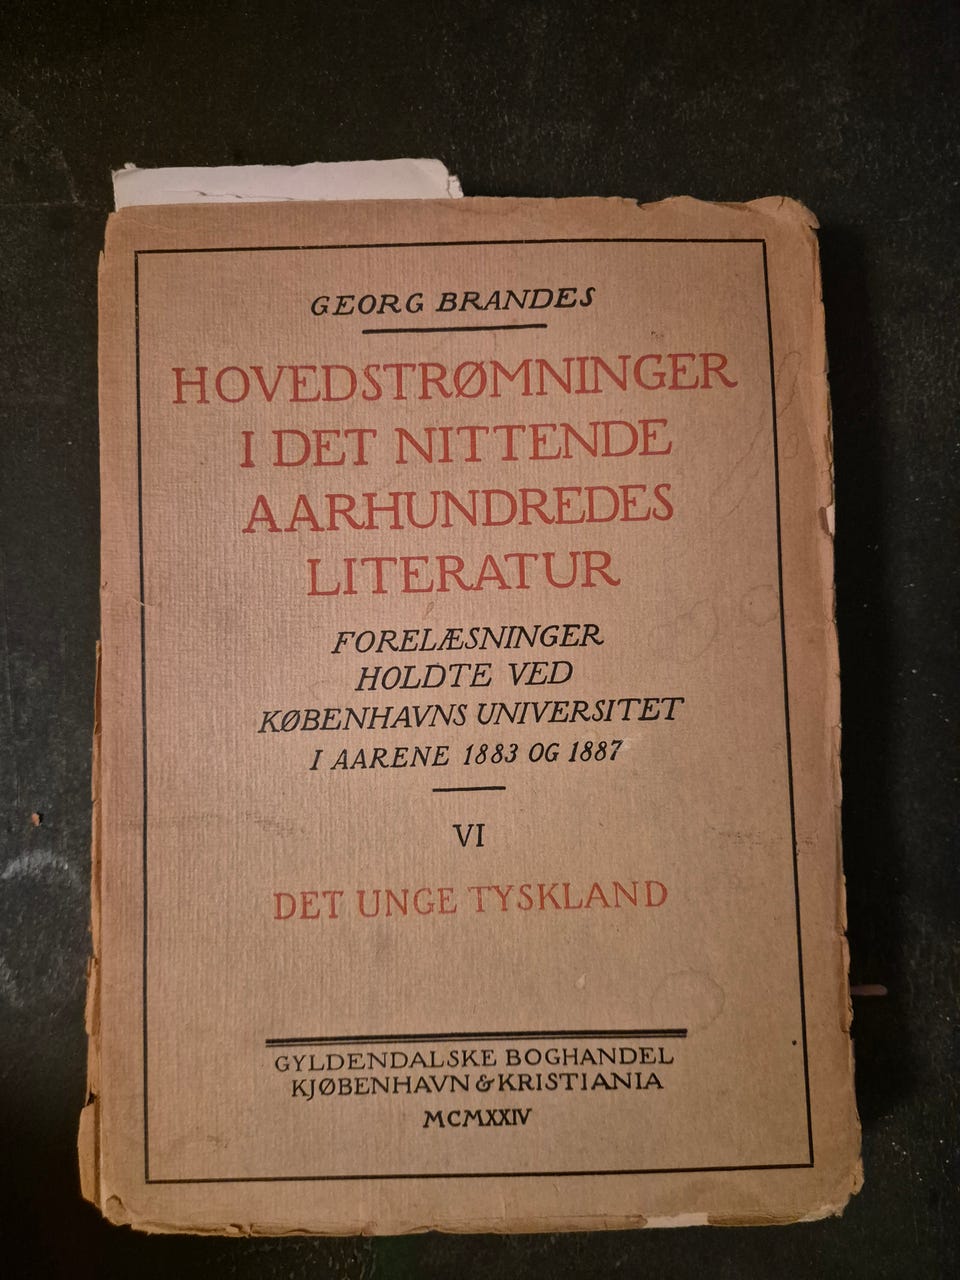 GEORG BRANDES
HOVEDSTRØMNINGER
I DET NITTENDE
AARHUNDREDES
LITERATUR
FORELÆSNINGER
HOLDTE VED
KØBENHAVNS UNIVERSITET
I AARENE 1883 OG 1887
VI
DET UNGE TYSKLAND
GYLDENDALSKE BOGHANDEL
KJØBENHAVN & KRISTIANIA
MCMXXIV